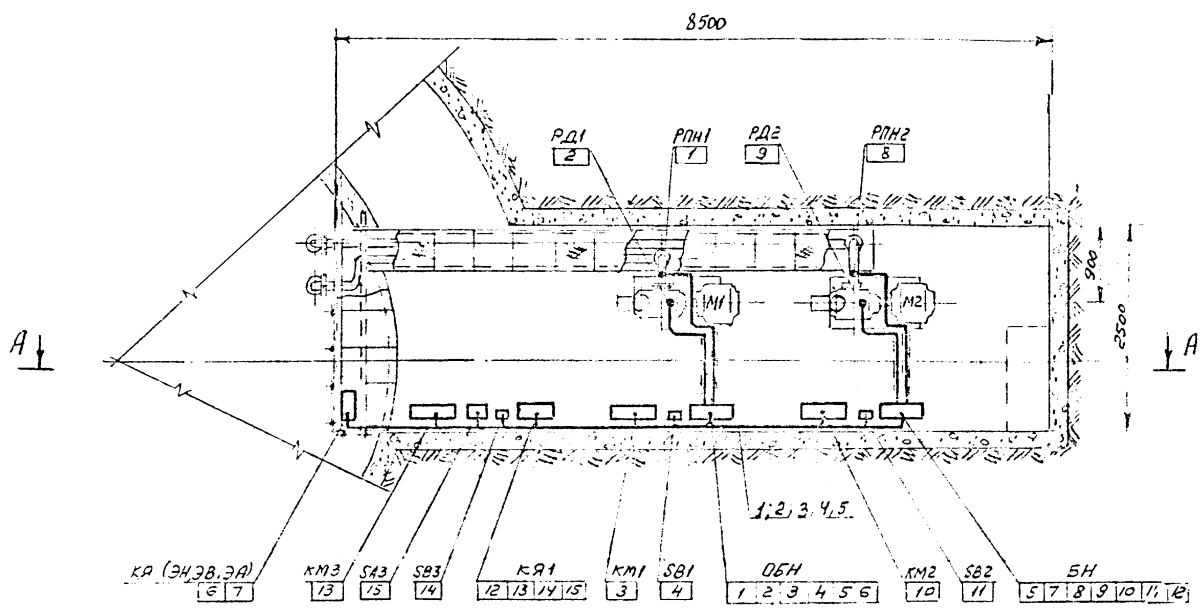 8500
РД1 РПН1 РД2 РПН2
2 1 9 8
900
2500
М1 М2
А А
1; 2; 3; 4; 5
КЯ (ЭН, ЭВ, ЭА) КМ3 SA3 SB3 КЯ1 КМ1 SB1 ОБН КМ2 SB2 БН
6 7 13 15 14 12 13 14 15 3 4 1 2 3 4 5 6 10 11 5 7 8 9 10 11 12